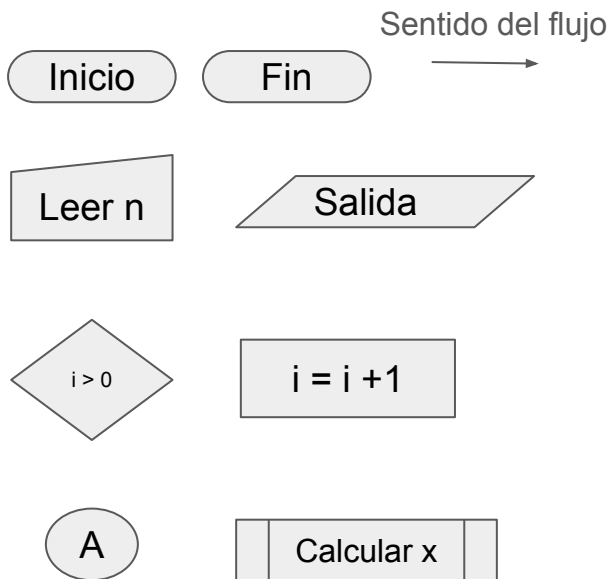 Sentido del flujo
Inicio
Fin
Leer n
Salida
i > 0
i = i +1
A
Calcular x